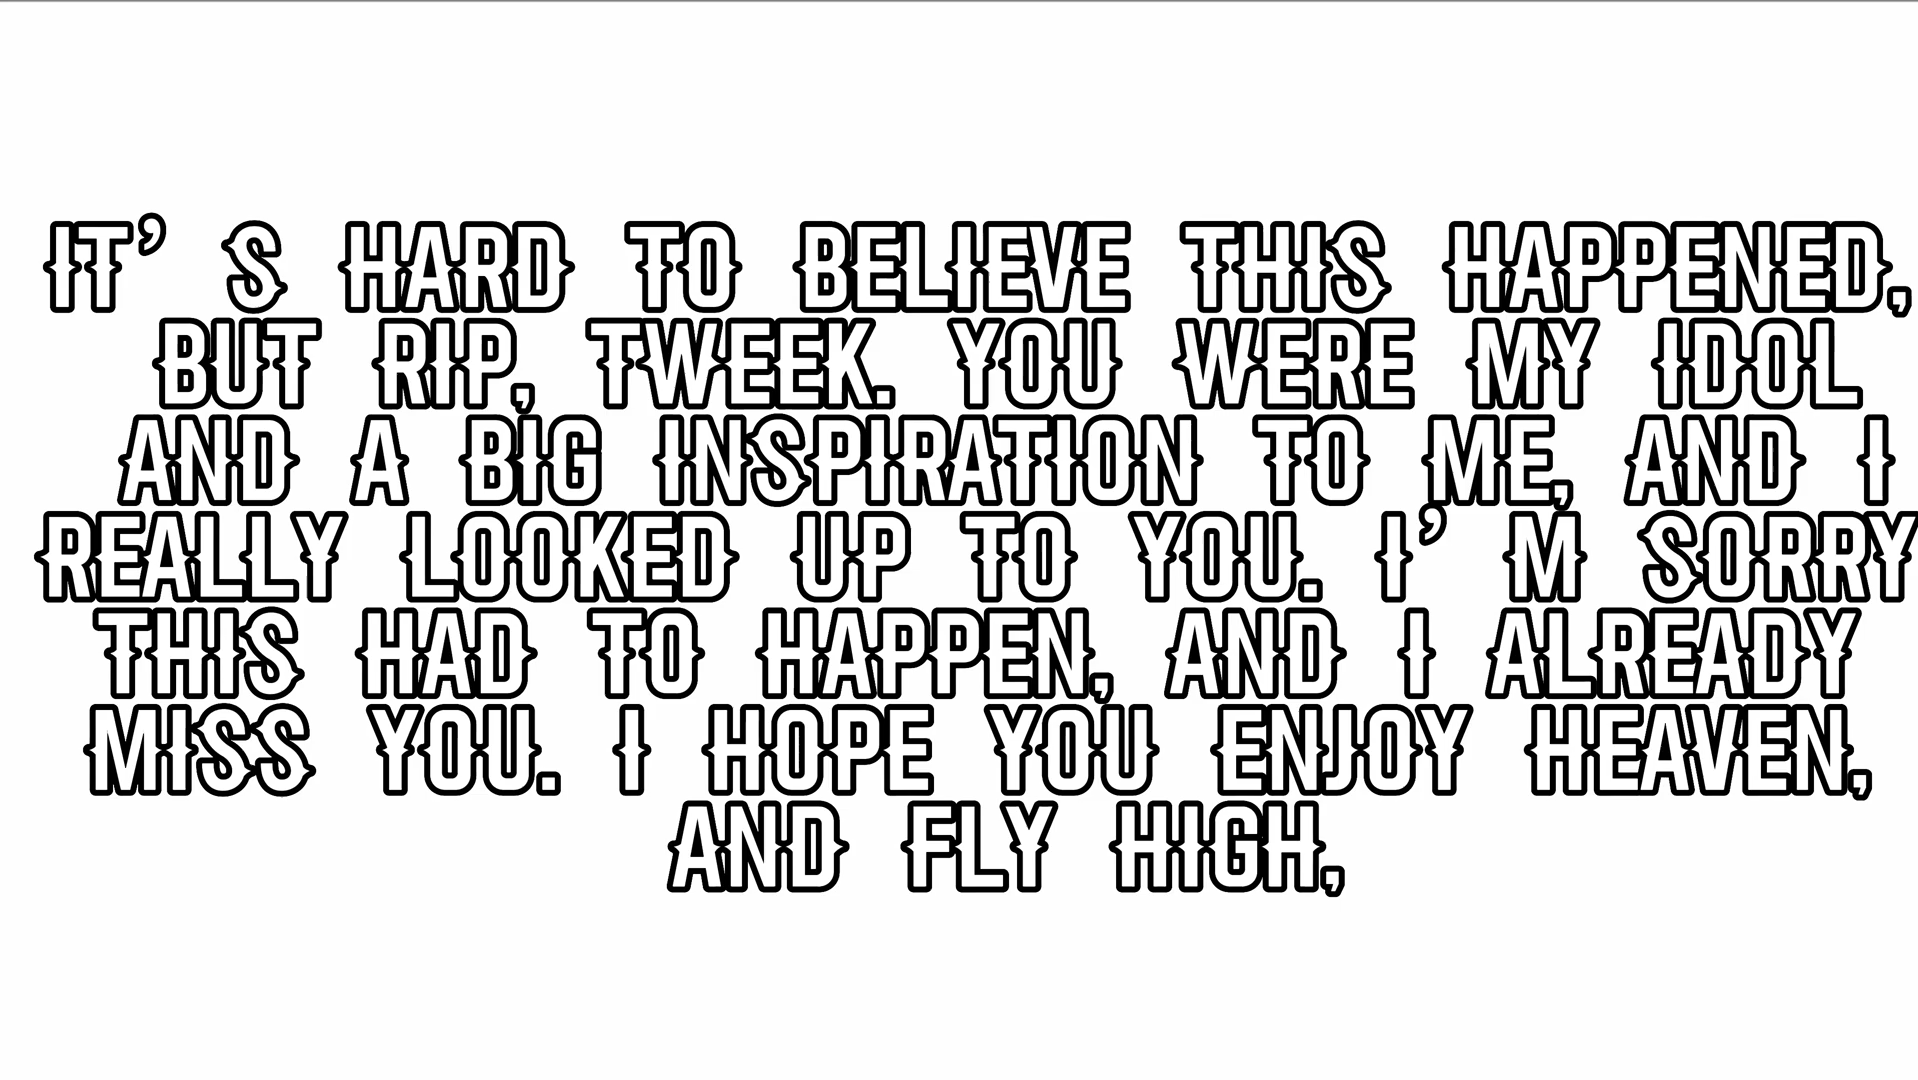 IT’ S HARD TO BELIEVE THIS HAPPENED,
BUT RIP, TWEEK. YOU WERE MY IDOL
AND A BIG INSPIRATION TO ME, AND I
REALLY LOOKED UP TO YOU. I’ M SORRY
THIS HAD TO HAPPEN, AND I ALREADY
MISS YOU. I HOPE YOU ENJOY HEAVEN,
AND FLY HIGH,